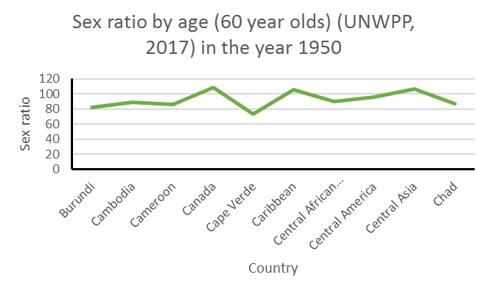 Sex ratio by age (60 year olds) (UNWPP,
2017) in the year 1950
120
100
80
60
40
20
0
Sex ratio
Burundi
Cambodia
Cameroon
Canada
Cape Verde
Caribbean
Central African...
Central America
Central Asia
Chad
Country